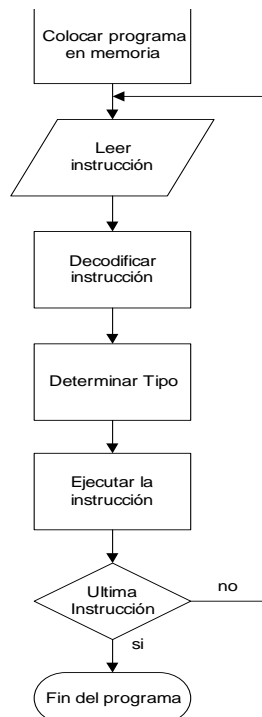 Colocar programa
en memoria
Leer
instrucción
Decodificar
instrucción
Determinar Tipo
Ejecutar la
instrucción
Ultima
Instrucción
no
si
Fin del programa